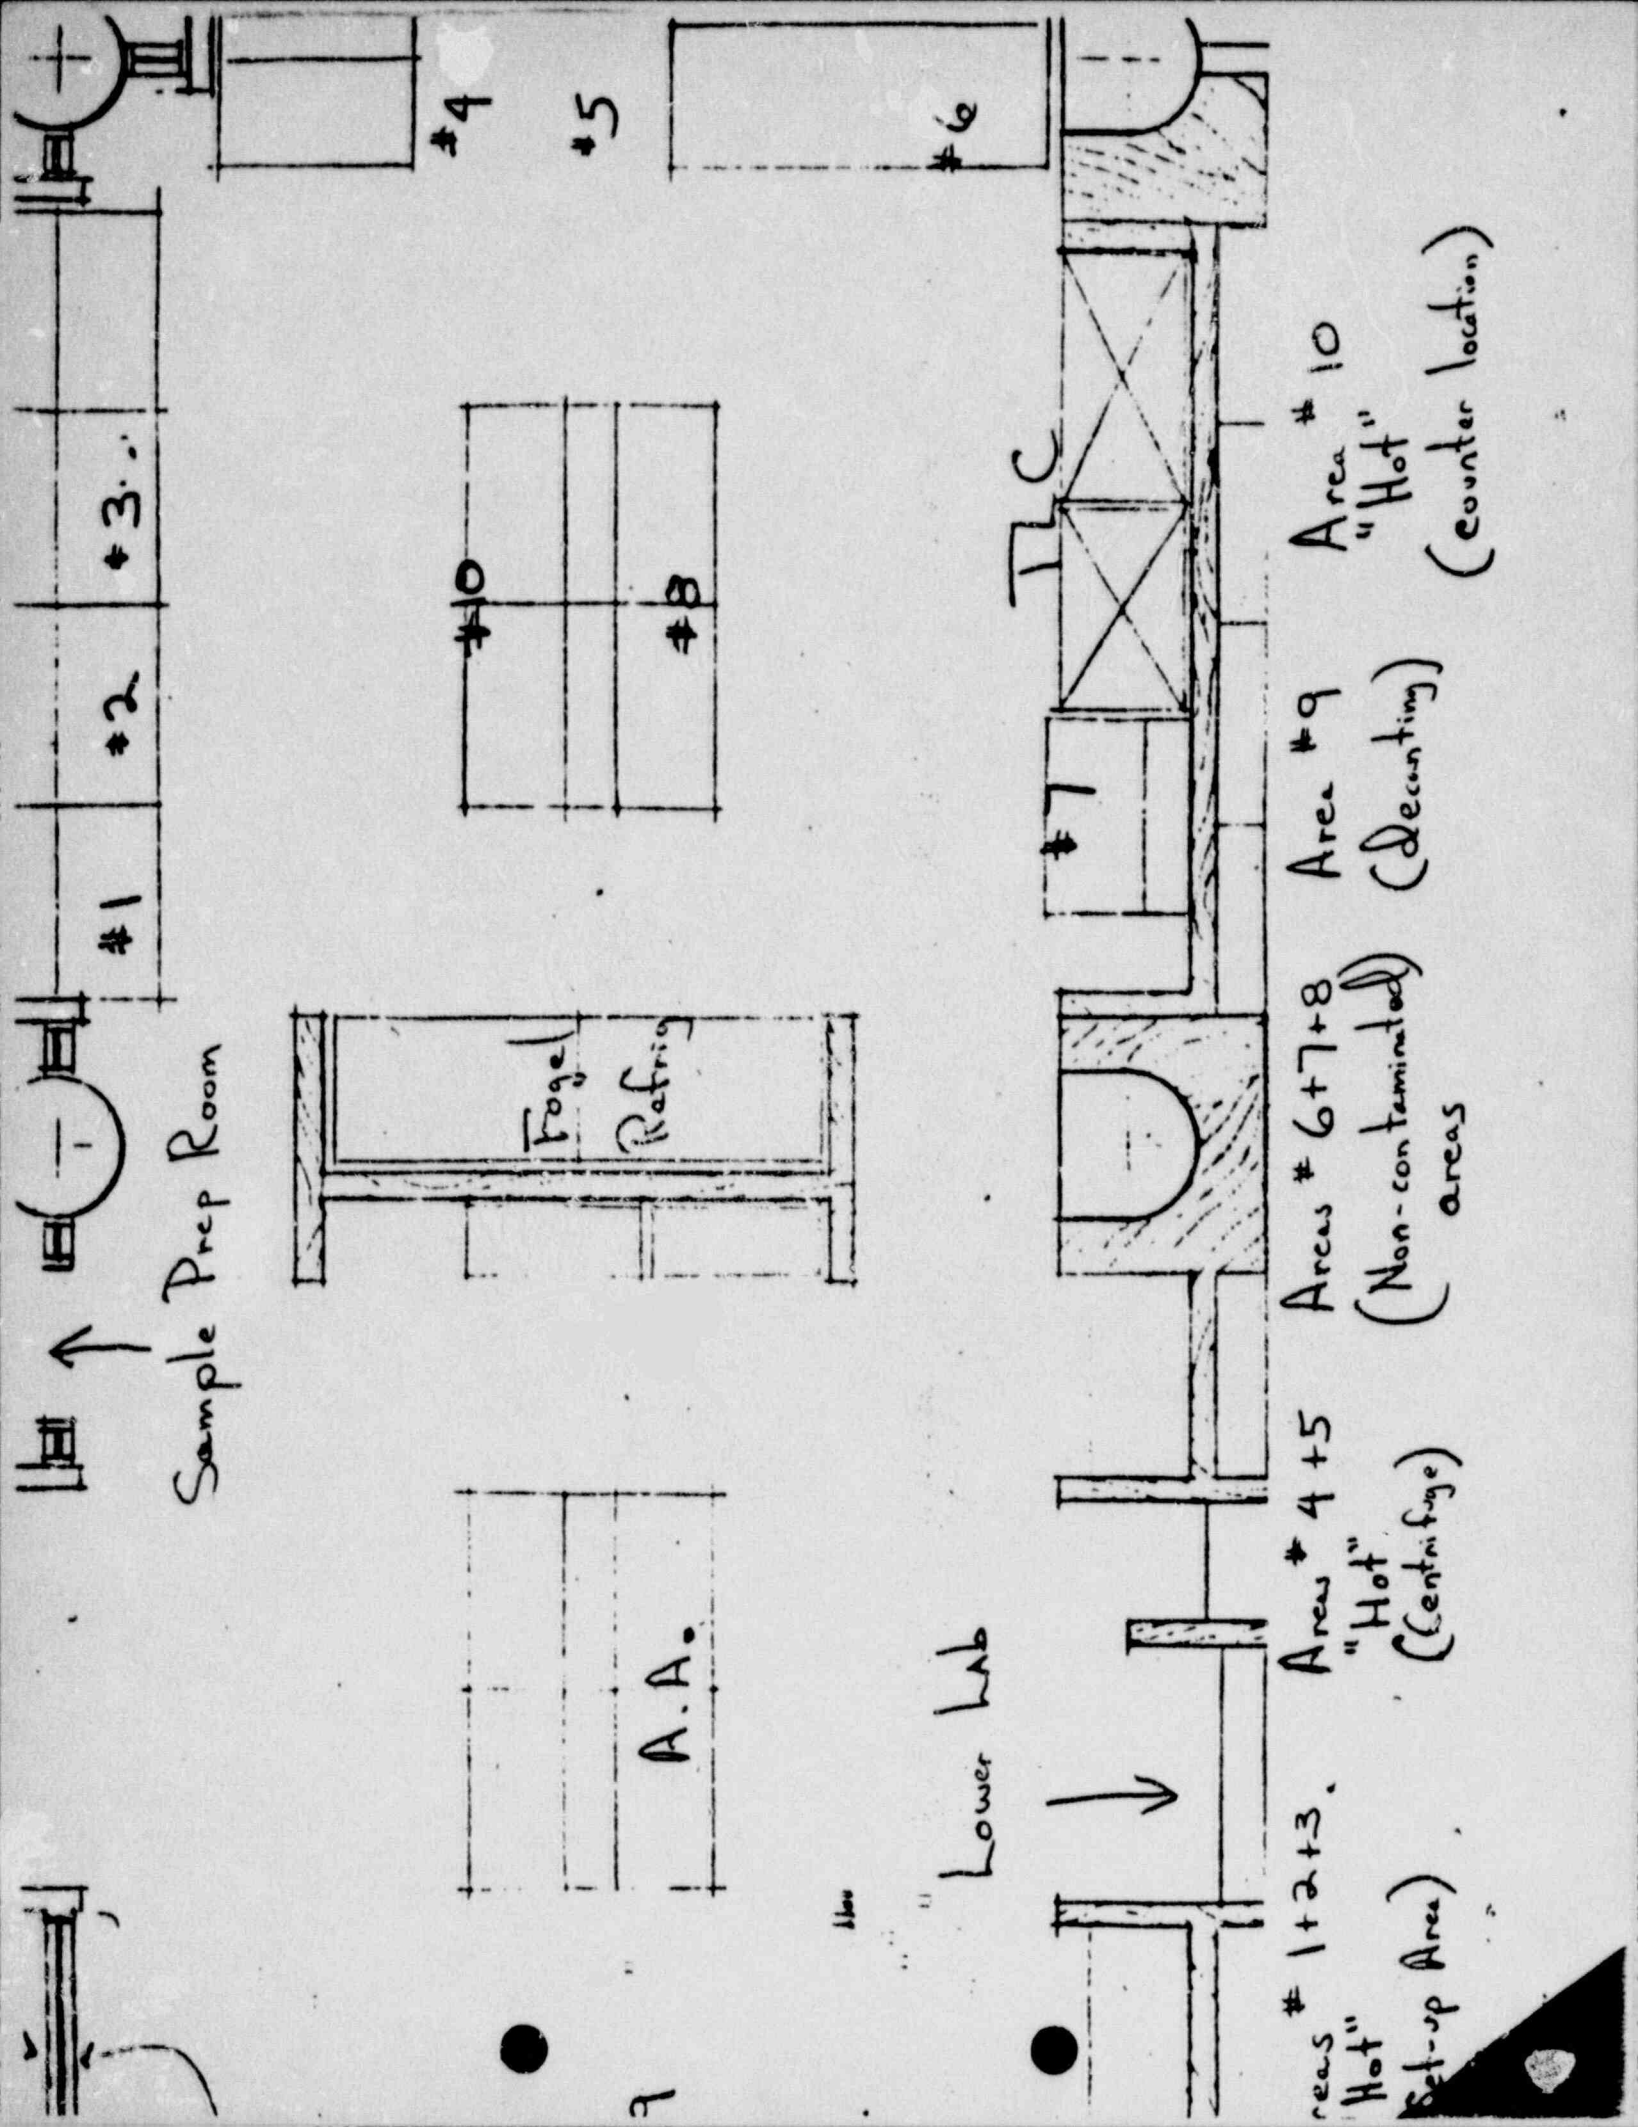 Sample Prep Room
#1
#2
#3
#4
#5
#6
#10
#8
Fogel
Refrig
A.A.
TLC
#7
Lower Lab
# 1+2+3.
Hot"
Set-up Area)
Areas # 4+5
"Hot"
(Centrifuge)
Areas # 6+7+8
(Non-contaminated)
areas
Area #9
(Decanting)
Area #10
"Hot"
(counter location)